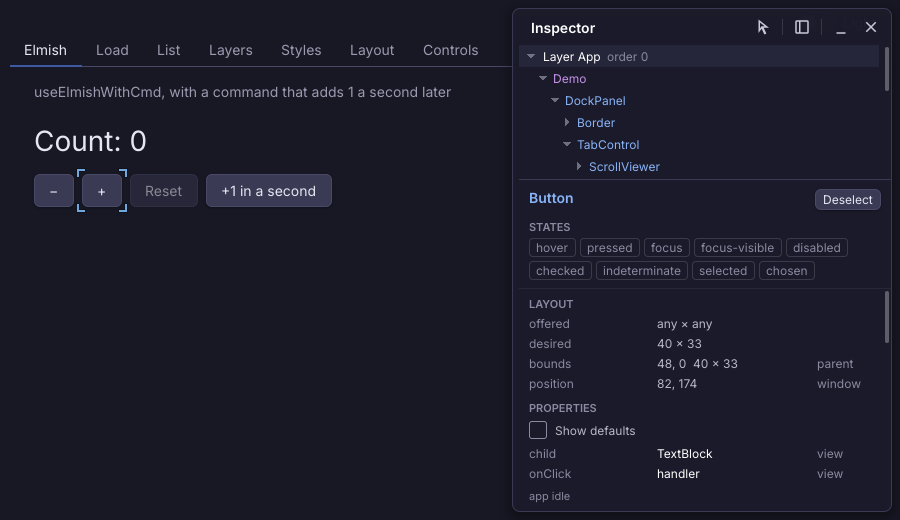 Elmish Load List Layers Styles Layout Controls
useElmishWithCmd, with a command that adds 1 a second later
Count: 0
− + Reset +1 in a second
Inspector
Layer App order 0
Demo
DockPanel
Border
TabControl
ScrollViewer
Button Deselect
STATES
hover pressed focus focus-visible disabled
checked indeterminate selected chosen
LAYOUT
offered any × any
desired 40 × 33
bounds 48, 0 40 × 33 parent
position 82, 174 window
PROPERTIES
Show defaults
child TextBlock view
onClick handler view
app idle